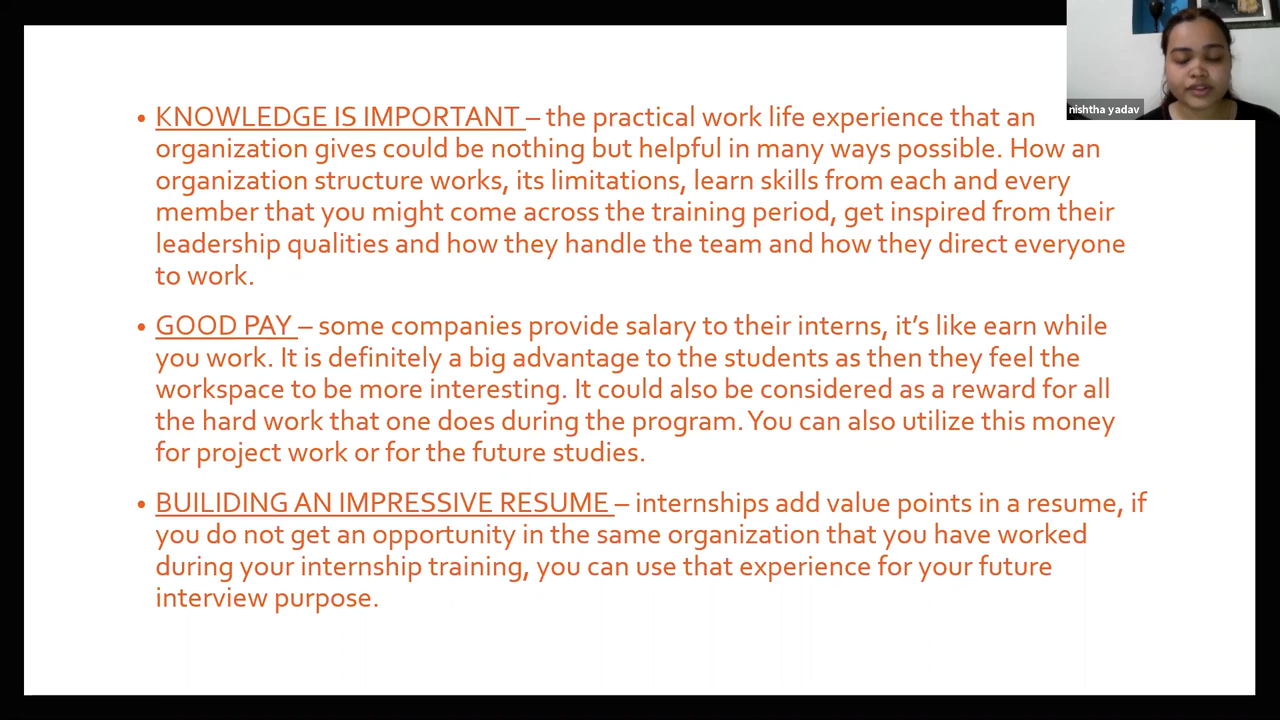 • KNOWLEDGE IS IMPORTANT – the practical work life experience that an
organization gives could be nothing but helpful in many ways possible. How an
organization structure works, its limitations, learn skills from each and every
member that you might come across the training period, get inspired from their
leadership qualities and how they handle the team and how they direct everyone
to work.
• GOOD PAY – some companies provide salary to their interns, it’s like earn while
you work. It is definitely a big advantage to the students as then they feel the
workspace to be more interesting. It could also be considered as a reward for all
the hard work that one does during the program. You can also utilize this money
for project work or for the future studies.
• BUILIDING AN IMPRESSIVE RESUME – internships add value points in a resume, if
you do not get an opportunity in the same organization that you have worked
during your internship training, you can use that experience for your future
interview purpose.
nishtha yadav